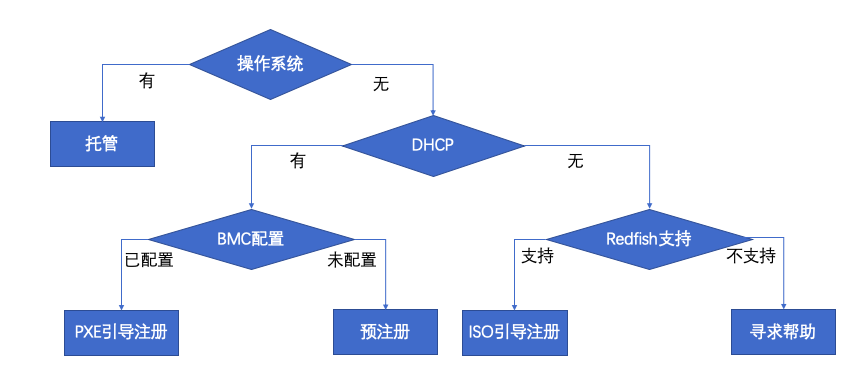 操作系统
有
无
托管
DHCP
有
无
BMC配置
Redfish支持
已配置
未配置
支持
不支持
PXE引导注册
预注册
ISO引导注册
寻求帮助